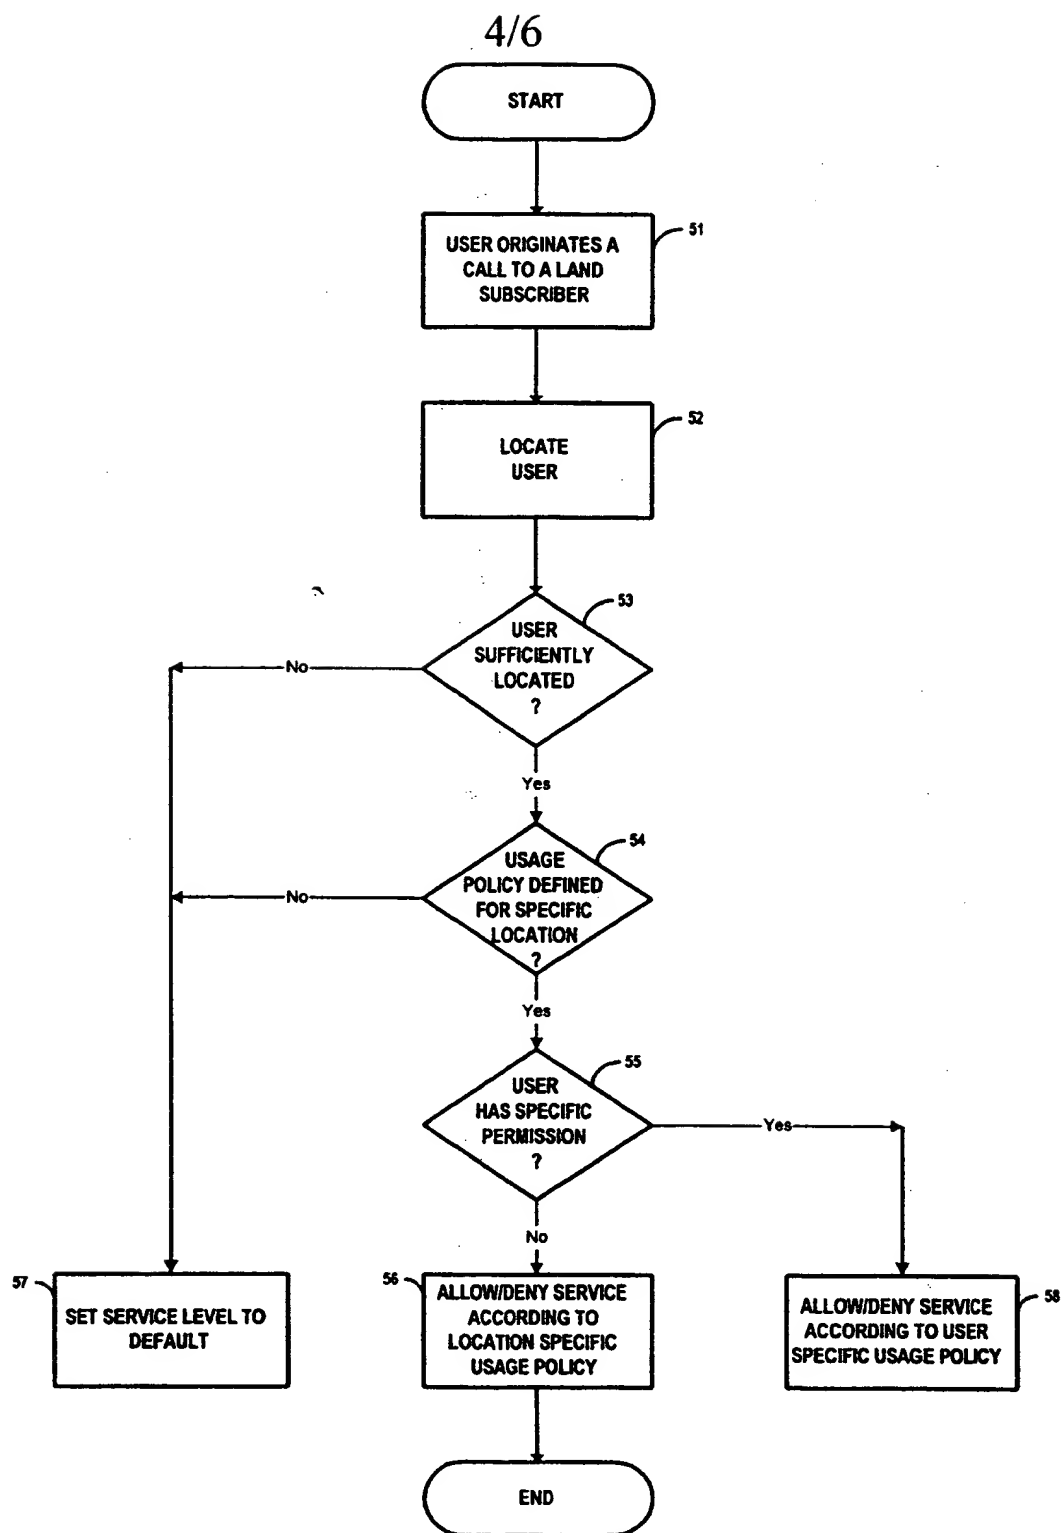 4/6
START
USER ORIGINATES A
CALL TO A LAND
SUBSCRIBER
51
LOCATE
USER
52
USER
SUFFICIENTLY
LOCATED
?
53
No
Yes
USAGE
POLICY DEFINED
FOR SPECIFIC
LOCATION
?
54
No
Yes
USER
HAS SPECIFIC
PERMISSION
?
55
Yes
No
57
SET SERVICE LEVEL TO
DEFAULT
56
ALLOW/DENY SERVICE
ACCORDING TO
LOCATION SPECIFIC
USAGE POLICY
ALLOW/DENY SERVICE
ACCORDING TO USER
SPECIFIC USAGE POLICY
58
END